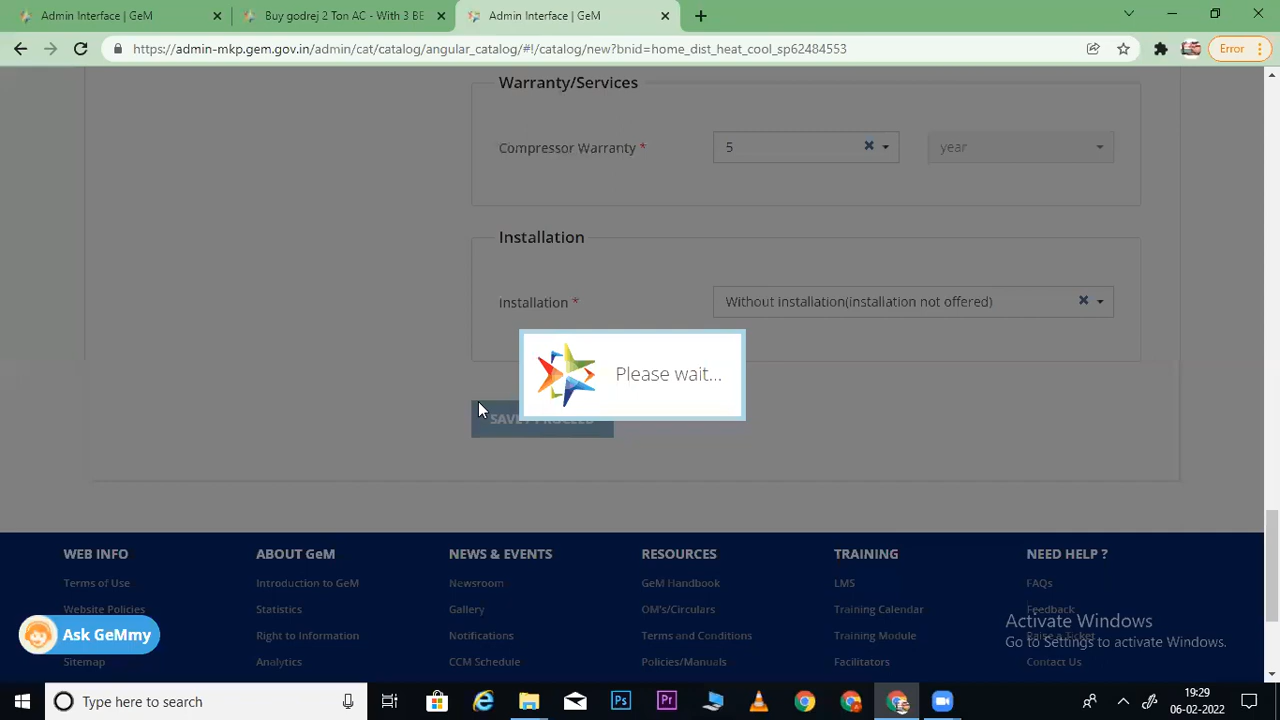 Admin Interface | GeM
Buy godrej 2 Ton AC - With 3 BE
Admin Interface | GeM
https://admin-mkp.gem.gov.in/admin/cat/catalog/angular_catalog/#!/catalog/new?bnid=home_dist_heat_cool_sp62484553
Error
Warranty/Services
Compressor Warranty *
5
year
Installation
Installation *
Without installation(installation not offered)
Please wait...
SAVE
WEB INFO
ABOUT GeM
NEWS & EVENTS
RESOURCES
TRAINING
NEED HELP ?
Terms of Use
Introduction to GeM
Newsroom
GeM Handbook
LMS
FAQs
Website Policies
Statistics
Gallery
OM's/Circulars
Training Calendar
Feedback
Activate Windows
Ask GeMmy
Right to Information
Notifications
Terms and Conditions
Training Module
Raise a Ticket
Go to Settings to activate Windows.
Sitemap
Analytics
CCM Schedule
Policies/Manuals
Facilitators
Contact Us
Type here to search
19:29
06-02-2022